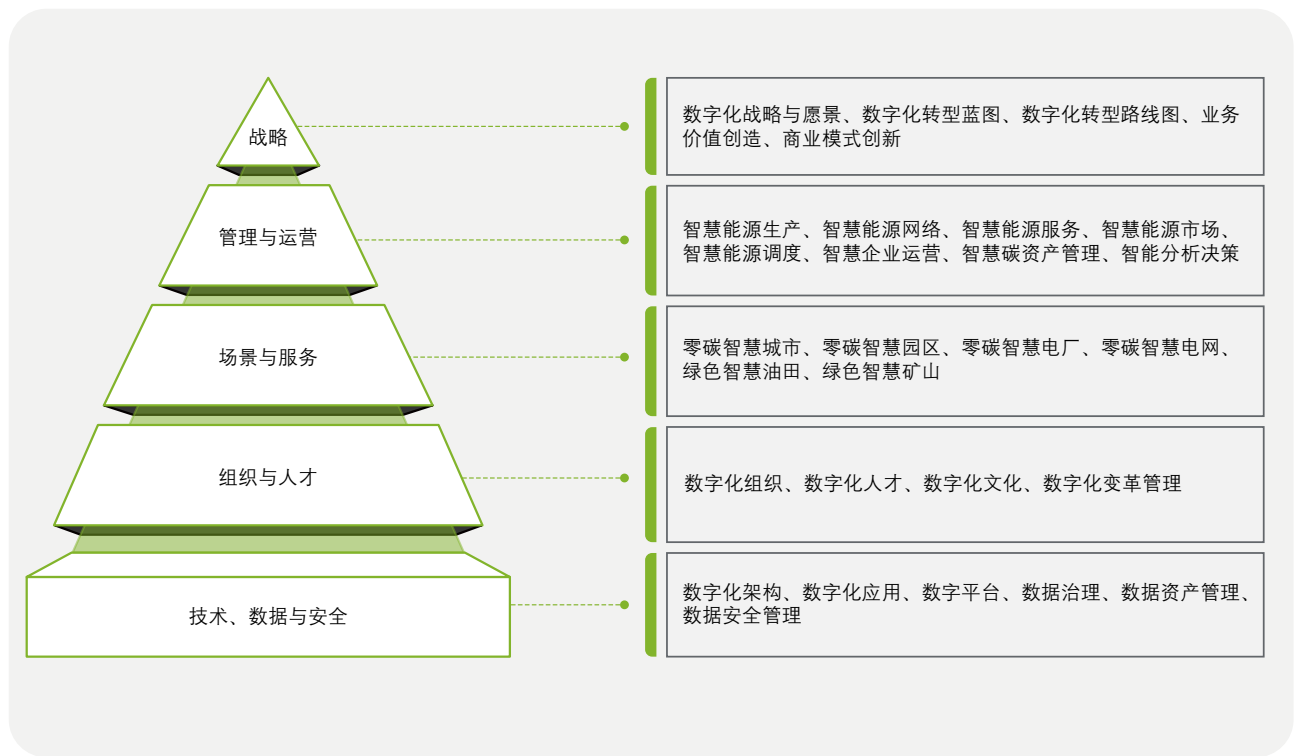 战略
数字化战略与愿景、数字化转型蓝图、数字化转型路线图、业务
价值创造、商业模式创新
管理与运营
智慧能源生产、智慧能源网络、智慧能源服务、智慧能源市场、
智慧能源调度、智慧企业运营、智慧碳资产管理、智能分析决策
场景与服务
零碳智慧城市、零碳智慧园区、零碳智慧电厂、零碳智慧电网、
绿色智慧油田、绿色智慧矿山
组织与人才
数字化组织、数字化人才、数字化文化、数字化变革管理
技术、数据与安全
数字化架构、数字化应用、数字平台、数据治理、数据资产管理、
数据安全管理